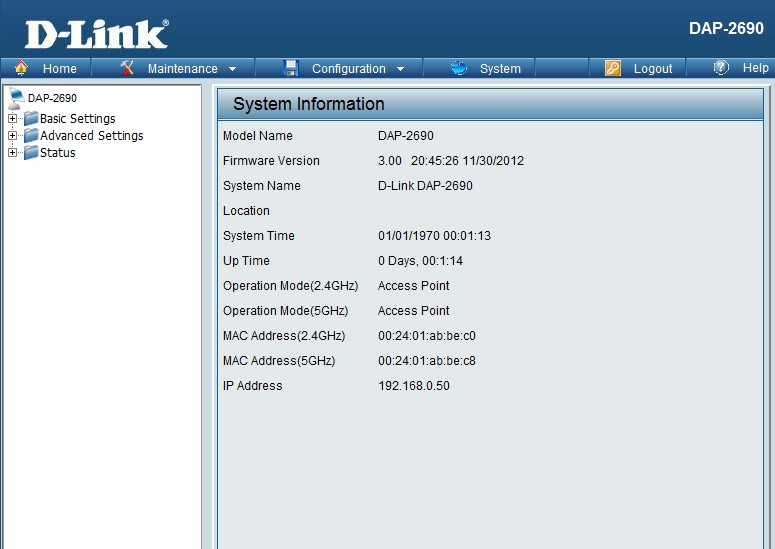 D-Link®
DAP-2690
Home Maintenance Configuration System Logout Help
DAP-2690
Basic Settings
Advanced Settings
Status
System Information
Model Name DAP-2690
Firmware Version 3.00 20:45:26 11/30/2012
System Name D-Link DAP-2690
Location
System Time 01/01/1970 00:01:13
Up Time 0 Days, 00:1:14
Operation Mode(2.4GHz) Access Point
Operation Mode(5GHz) Access Point
MAC Address(2.4GHz) 00:24:01:ab:be:c0
MAC Address(5GHz) 00:24:01:ab:be:c8
IP Address 192.168.0.50